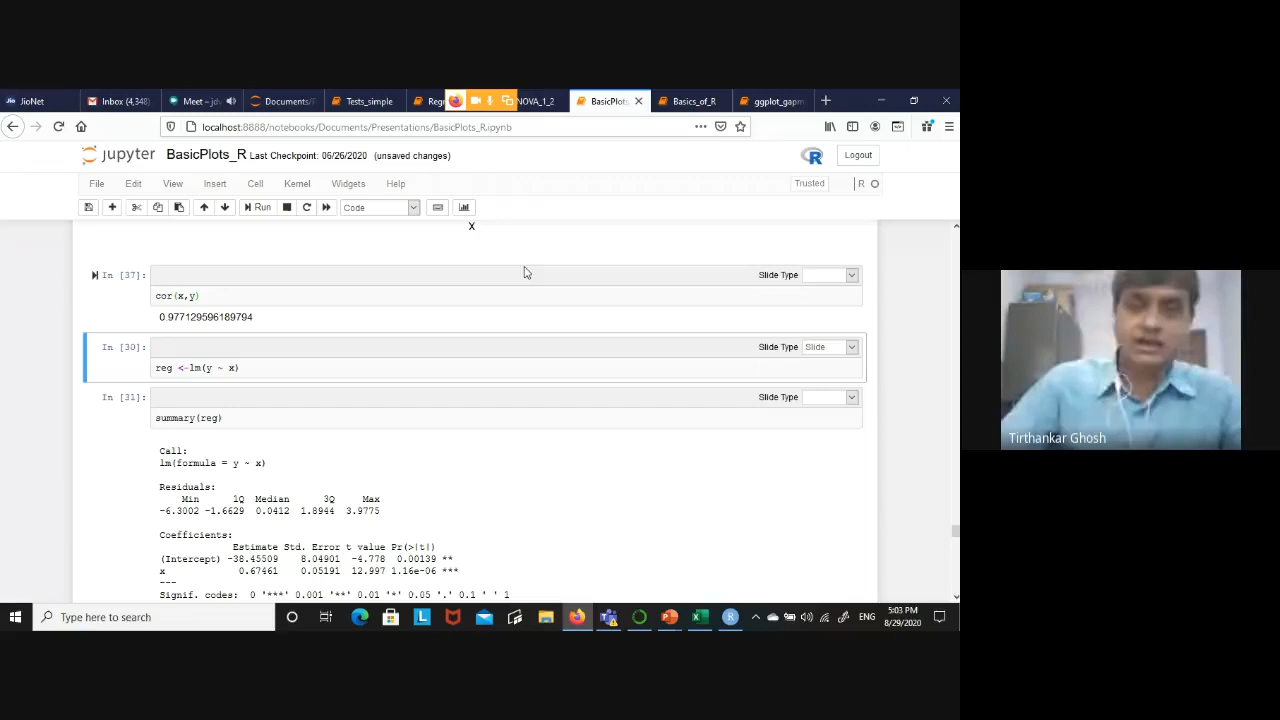 JioNet Inbox (4,348) Meet – jdv Documents/P Tests_simple Reg NOVA_1_2 BasicPlots_ Basics_of_R ggplot_gapm
localhost:8888/notebooks/Documents/Presentations/BasicPlots_R.ipynb
jupyter BasicPlots_R Last Checkpoint: 06/26/2020 (unsaved changes) R Logout
File Edit View Insert Cell Kernel Widgets Help Trusted R
Run Code
X
In [37]: Slide Type
cor(x,y)
0.977129596189794
In [30]: Slide Type Slide
reg <-lm(y ~ x)
In [31]: Slide Type
summary(reg)
Call:
lm(formula = y ~ x)
Residuals:
Min 1Q Median 3Q Max
-6.3002 -1.6629 0.0412 1.8944 3.9775
Coefficients:
Estimate Std. Error t value Pr(>|t|)
(Intercept) -38.45509 8.04901 -4.778 0.00139 **
x 0.67461 0.05191 12.997 1.16e-06 ***
---
Signif. codes: 0 '***' 0.001 '**' 0.01 '*' 0.05 '.' 0.1 ' ' 1
Tirthankar Ghosh
Type here to search L R ENG 5:03 PM
8/29/2020